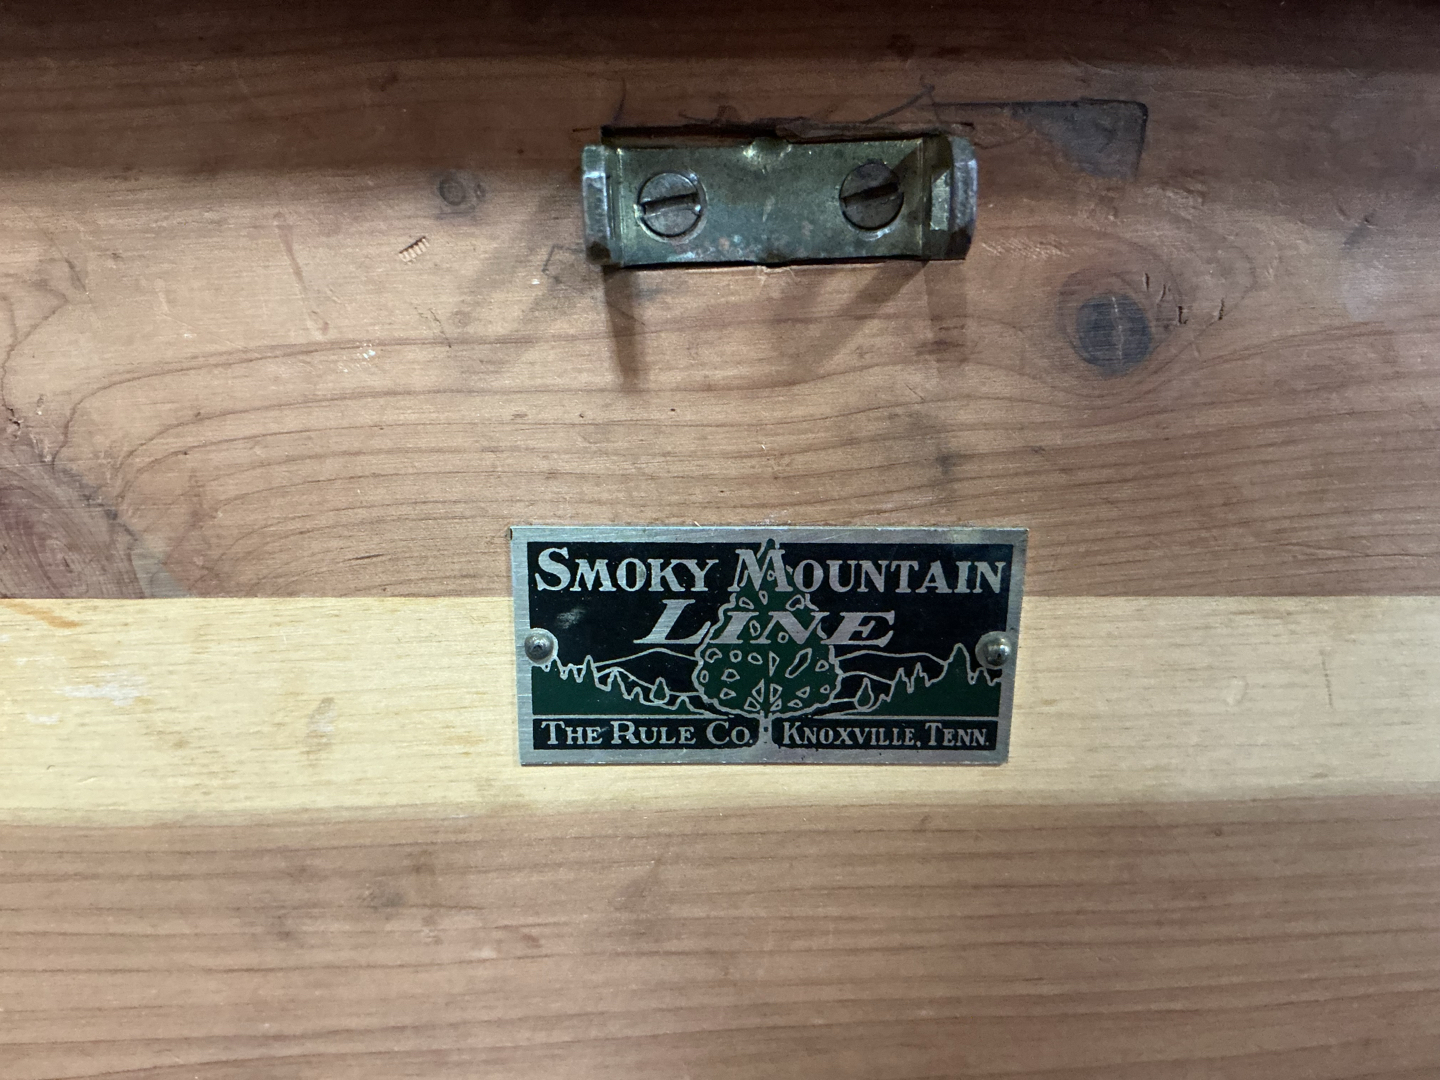 SMOKY MOUNTAIN
LINE
THE RULE CO. KNOXVILLE, TENN.